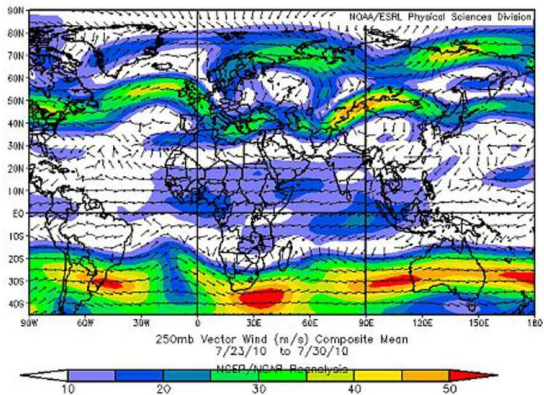 NOAA/ESRL Physical Sciences Division
90N
80N
70N
60N
50N
40N
30N
20N
10N
EQ
10S
20S
30S
40S
90W 60W 30W 0 30E 60E 90E 120E 150E 180
250mb Vector Wind (m/s) Composite Mean
7/23/10 to 7/30/10
NCEP/NCAR Reanalysis
10 20 30 40 50